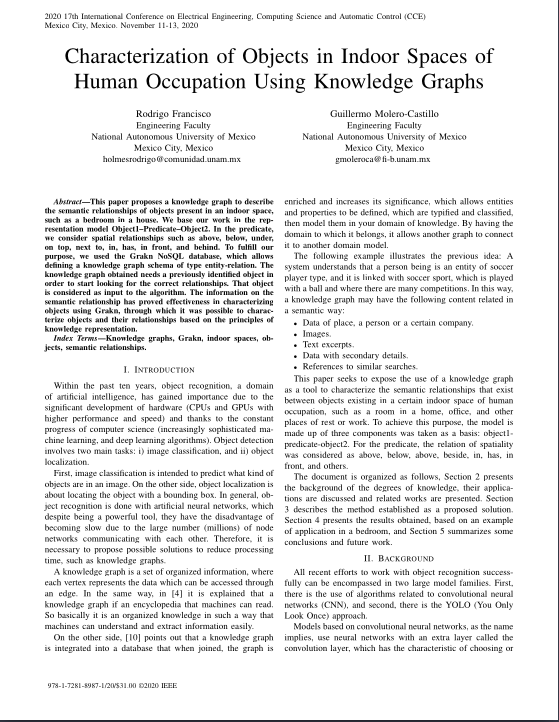 2020 17th International Conference on Electrical Engineering, Computing Science and Automatic Control (CCE)
Mexico City, Mexico. November 11-13, 2020
Characterization of Objects in Indoor Spaces of
Human Occupation Using Knowledge Graphs
Rodrigo Francisco
Engineering Faculty
National Autonomous University of Mexico
Mexico City, Mexico
holmesrodrigo@comunidad.unam.mx
Guillermo Molero-Castillo
Engineering Faculty
National Autonomous University of Mexico
Mexico City, Mexico
gmoleroca@fi-b.unam.mx
Abstract—This paper proposes a knowledge graph to describe
the semantic relationships of objects present in an indoor space,
such as a bedroom in a house. We base our work in the rep-
resentation model Object1–Predicate–Object2. In the predicate,
we consider spatial relationships such as above, below, under,
on top, next to, in, has, in front, and behind. To fulfill our
purpose, we used the Grakn NoSQL database, which allows
defining a knowledge graph schema of type entity-relation. The
knowledge graph obtained needs a previously identified object in
order to start looking for the correct relationships. That object
is considered as input to the algorithm. The information on the
semantic relationship has proved effectiveness in characterizing
objects using Grakn, through which it was possible to charac-
terize objects and their relationships based on the principles of
knowledge representation.
Index Terms—Knowledge graphs, Grakn, indoor spaces, ob-
jects, semantic relationships.
I. Introduction
Within the past ten years, object recognition, a domain
of artificial intelligence, has gained importance due to the
significant development of hardware (CPUs and GPUs with
higher performance and speed) and thanks to the constant
progress of computer science (increasingly sophisticated ma-
chine learning, and deep learning algorithms). Object detection
involves two main tasks: i) image classification, and ii) object
localization.
First, image classification is intended to predict what kind of
objects are in an image. On the other side, object localization is
about locating the object with a bounding box. In general, ob-
ject recognition is done with artificial neural networks, which
despite being a powerful tool, they have the disadvantage of
becoming slow due to the large number (millions) of node
networks communicating with each other. Therefore, it is
necessary to propose possible solutions to reduce processing
time, such as knowledge graphs.
A knowledge graph is a set of organized information, where
each vertex represents the data which can be accessed through
an edge. In the same way, in [4] it is explained that a
knowledge graph if an encyclopedia that machines can read.
So basically it is an organized knowledge in such a way that
machines can understand and extract information easily.
On the other side, [10] points out that a knowledge graph
is integrated into a database that when joined, the graph is
enriched and increases its significance, which allows entities
and properties to be defined, which are typified and classified,
then model them in your domain of knowledge. By having the
domain to which it belongs, it allows another graph to connect
it to another domain model.
The following example illustrates the previous idea: A
system understands that a person being is an entity of soccer
player type, and it is linked with soccer sport, which is played
with a ball and where there are many competitions. In this way,
a knowledge graph may have the following content related in
a semantic way:
• Data of place, a person or a certain company.
• Images.
• Text excerpts.
• Data with secondary details.
• References to similar searches.
This paper seeks to expose the use of a knowledge graph
as a tool to characterize the semantic relationships that exist
between objects existing in a certain indoor space of human
occupation, such as a room in a home, office, and other
places of rest or work. To achieve this purpose, the model is
made up of three components was taken as a basis: object1-
predicate-object2. For the predicate, the relation of spatiality
was considered as above, below, above, beside, in, has, in
front, and others.
The document is organized as follows, Section 2 presents
the background of the degrees of knowledge, their applica-
tions are discussed and related works are presented. Section
3 describes the method established as a proposed solution.
Section 4 presents the results obtained, based on an example
of application in a bedroom, and Section 5 summarizes some
conclusions and future work.
II. Background
All recent efforts to work with object recognition success-
fully can be encompassed in two large model families. First,
there is the use of algorithms related to convolutional neural
networks (CNN), and second, there is the YOLO (You Only
Look Once) approach.
Models based on convolutional neural networks, as the name
implies, use neural networks with an extra layer called the
convolution layer, which has the characteristic of choosing or
978-1-7281-8987-1/20/$31.00 ©2020 IEEE